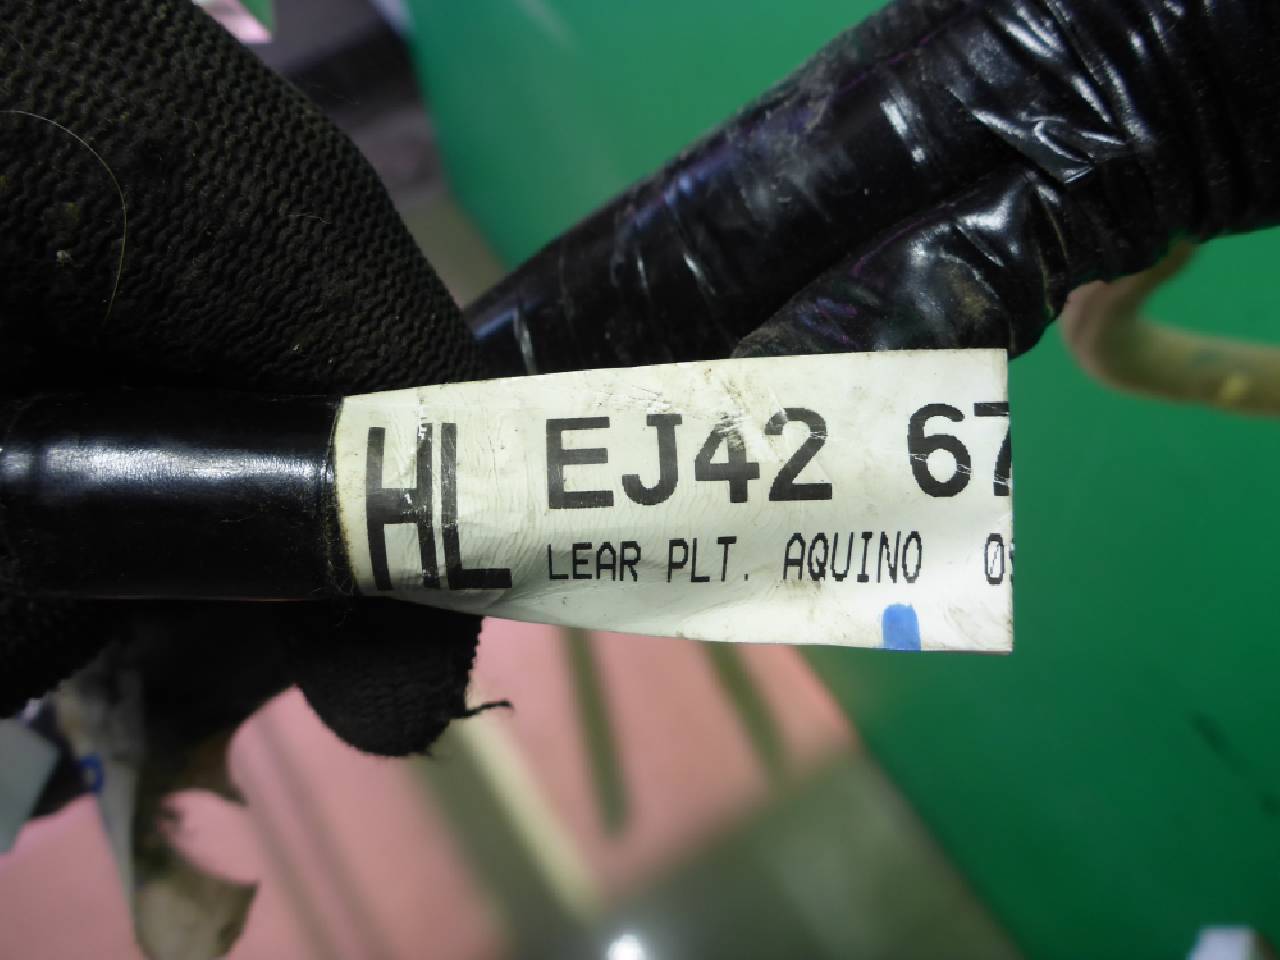 HL EJ42 67
LEAR PLT. AQUINO